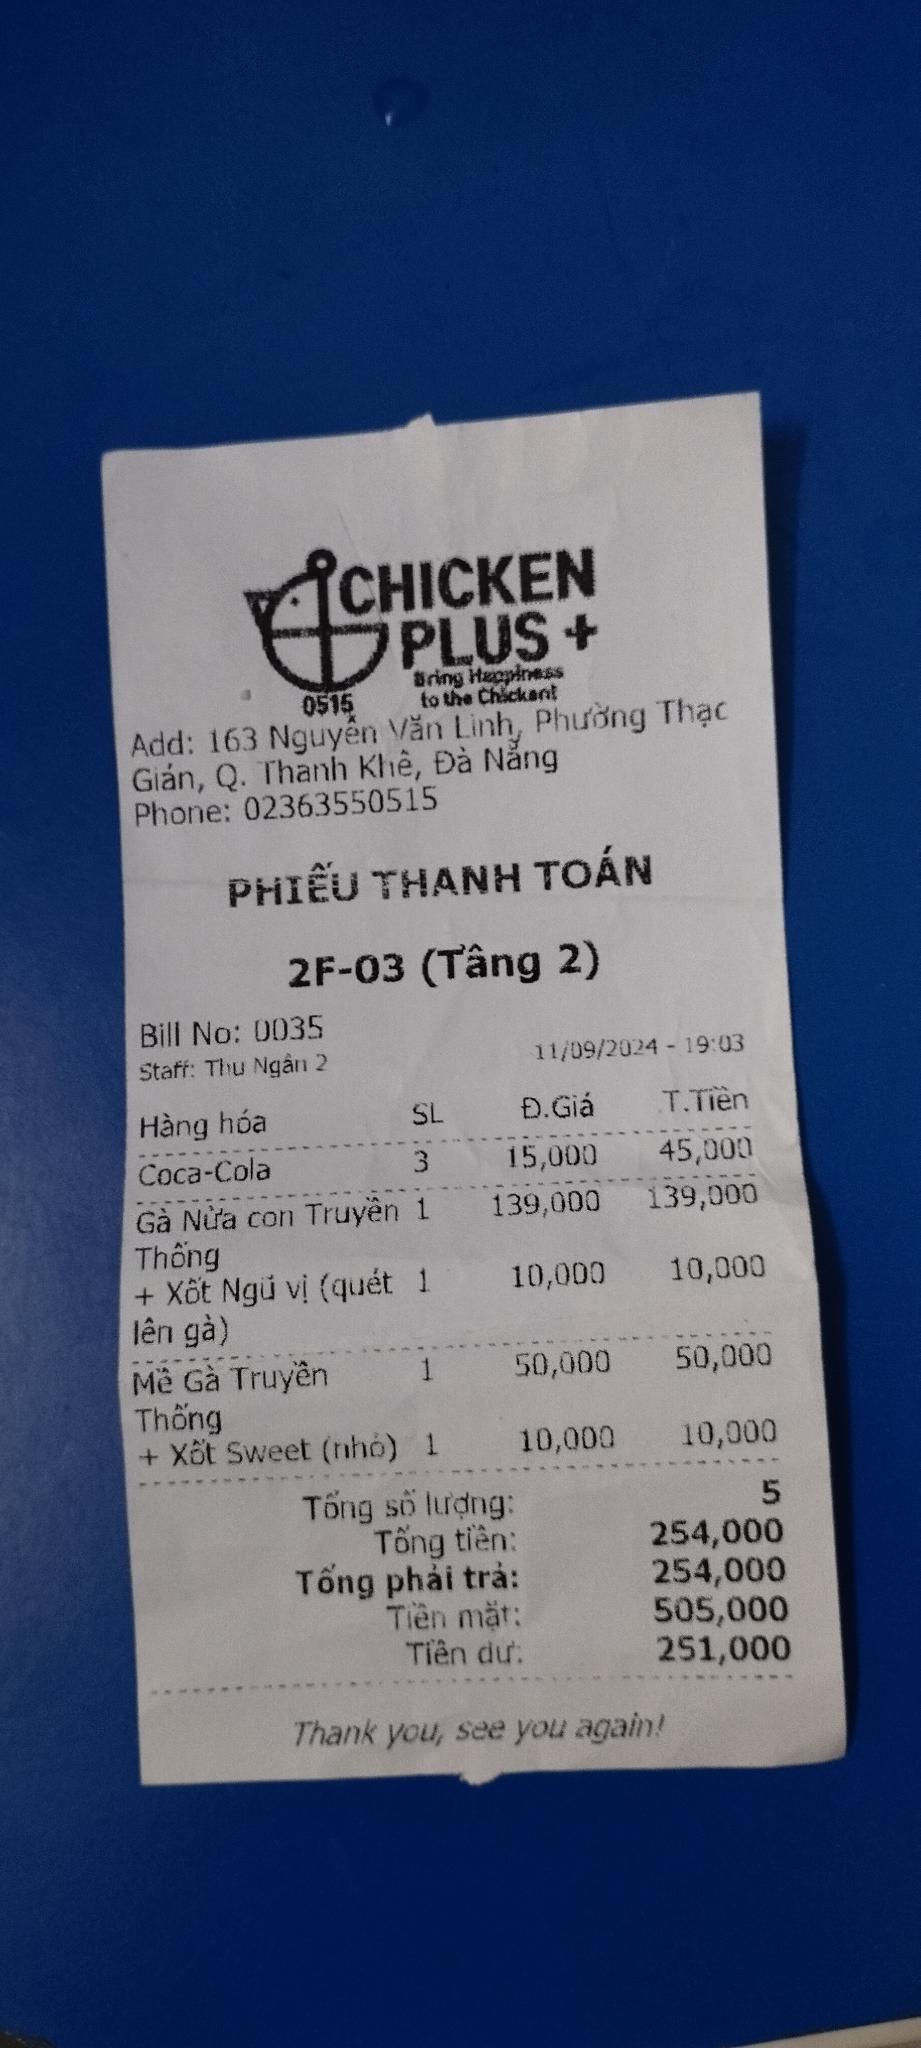 CHICKEN
PLUS +
Bring Happiness
to the Chickent
0515
Add: 163 Nguyễn Văn Linh, Phường Thạc
Gián, Q. Thanh Khê, Đà Nẵng
Phone: 02363550515
PHIẾU THANH TOÁN
2F-03 (Tầng 2)
Bill No: 0035
Staff: Thu Ngân 2 11/09/2024 - 19:03
Hàng hóa SL Đ.Giá T.Tiền
Coca-Cola 3 15,000 45,000
Gà Nửa con Truyền 1 139,000 139,000
Thống
+ Xốt Ngũ vị (quét 1 10,000 10,000
lên gà)
Mề Gà Truyền 1 50,000 50,000
Thống
+ Xốt Sweet (nhỏ) 1 10,000 10,000
Tổng số lượng: 5
Tổng tiền: 254,000
Tổng phải trả: 254,000
Tiền mặt: 505,000
Tiền dư: 251,000
Thank you, see you again!